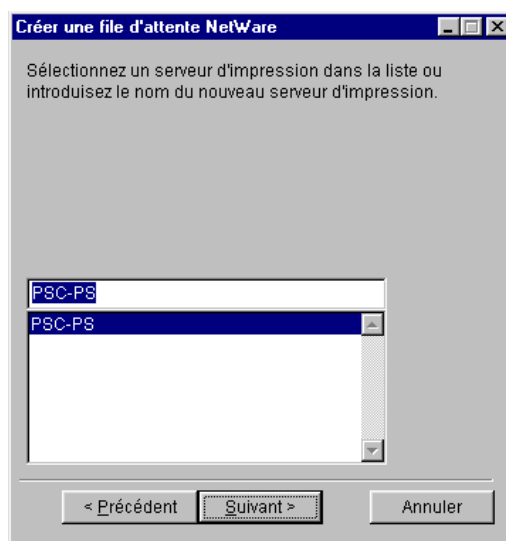 Créer une file d'attente NetWare
Sélectionnez un serveur d'impression dans la liste ou
introduisez le nom du nouveau serveur d'impression.
PSC-PS
PSC-PS
< Précédent Suivant > Annuler